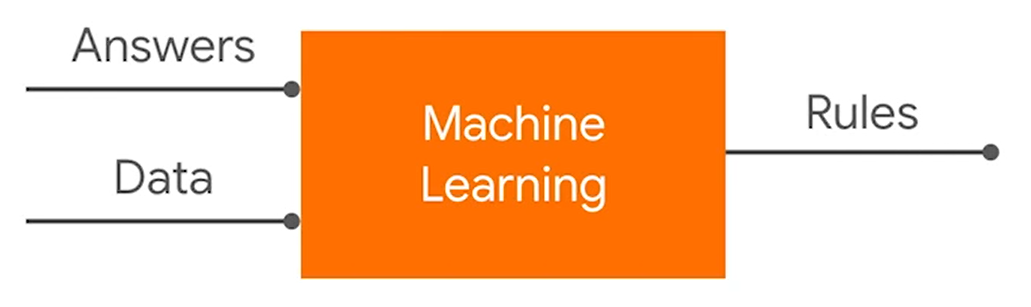 Answers
Data
Machine
Learning
Rules